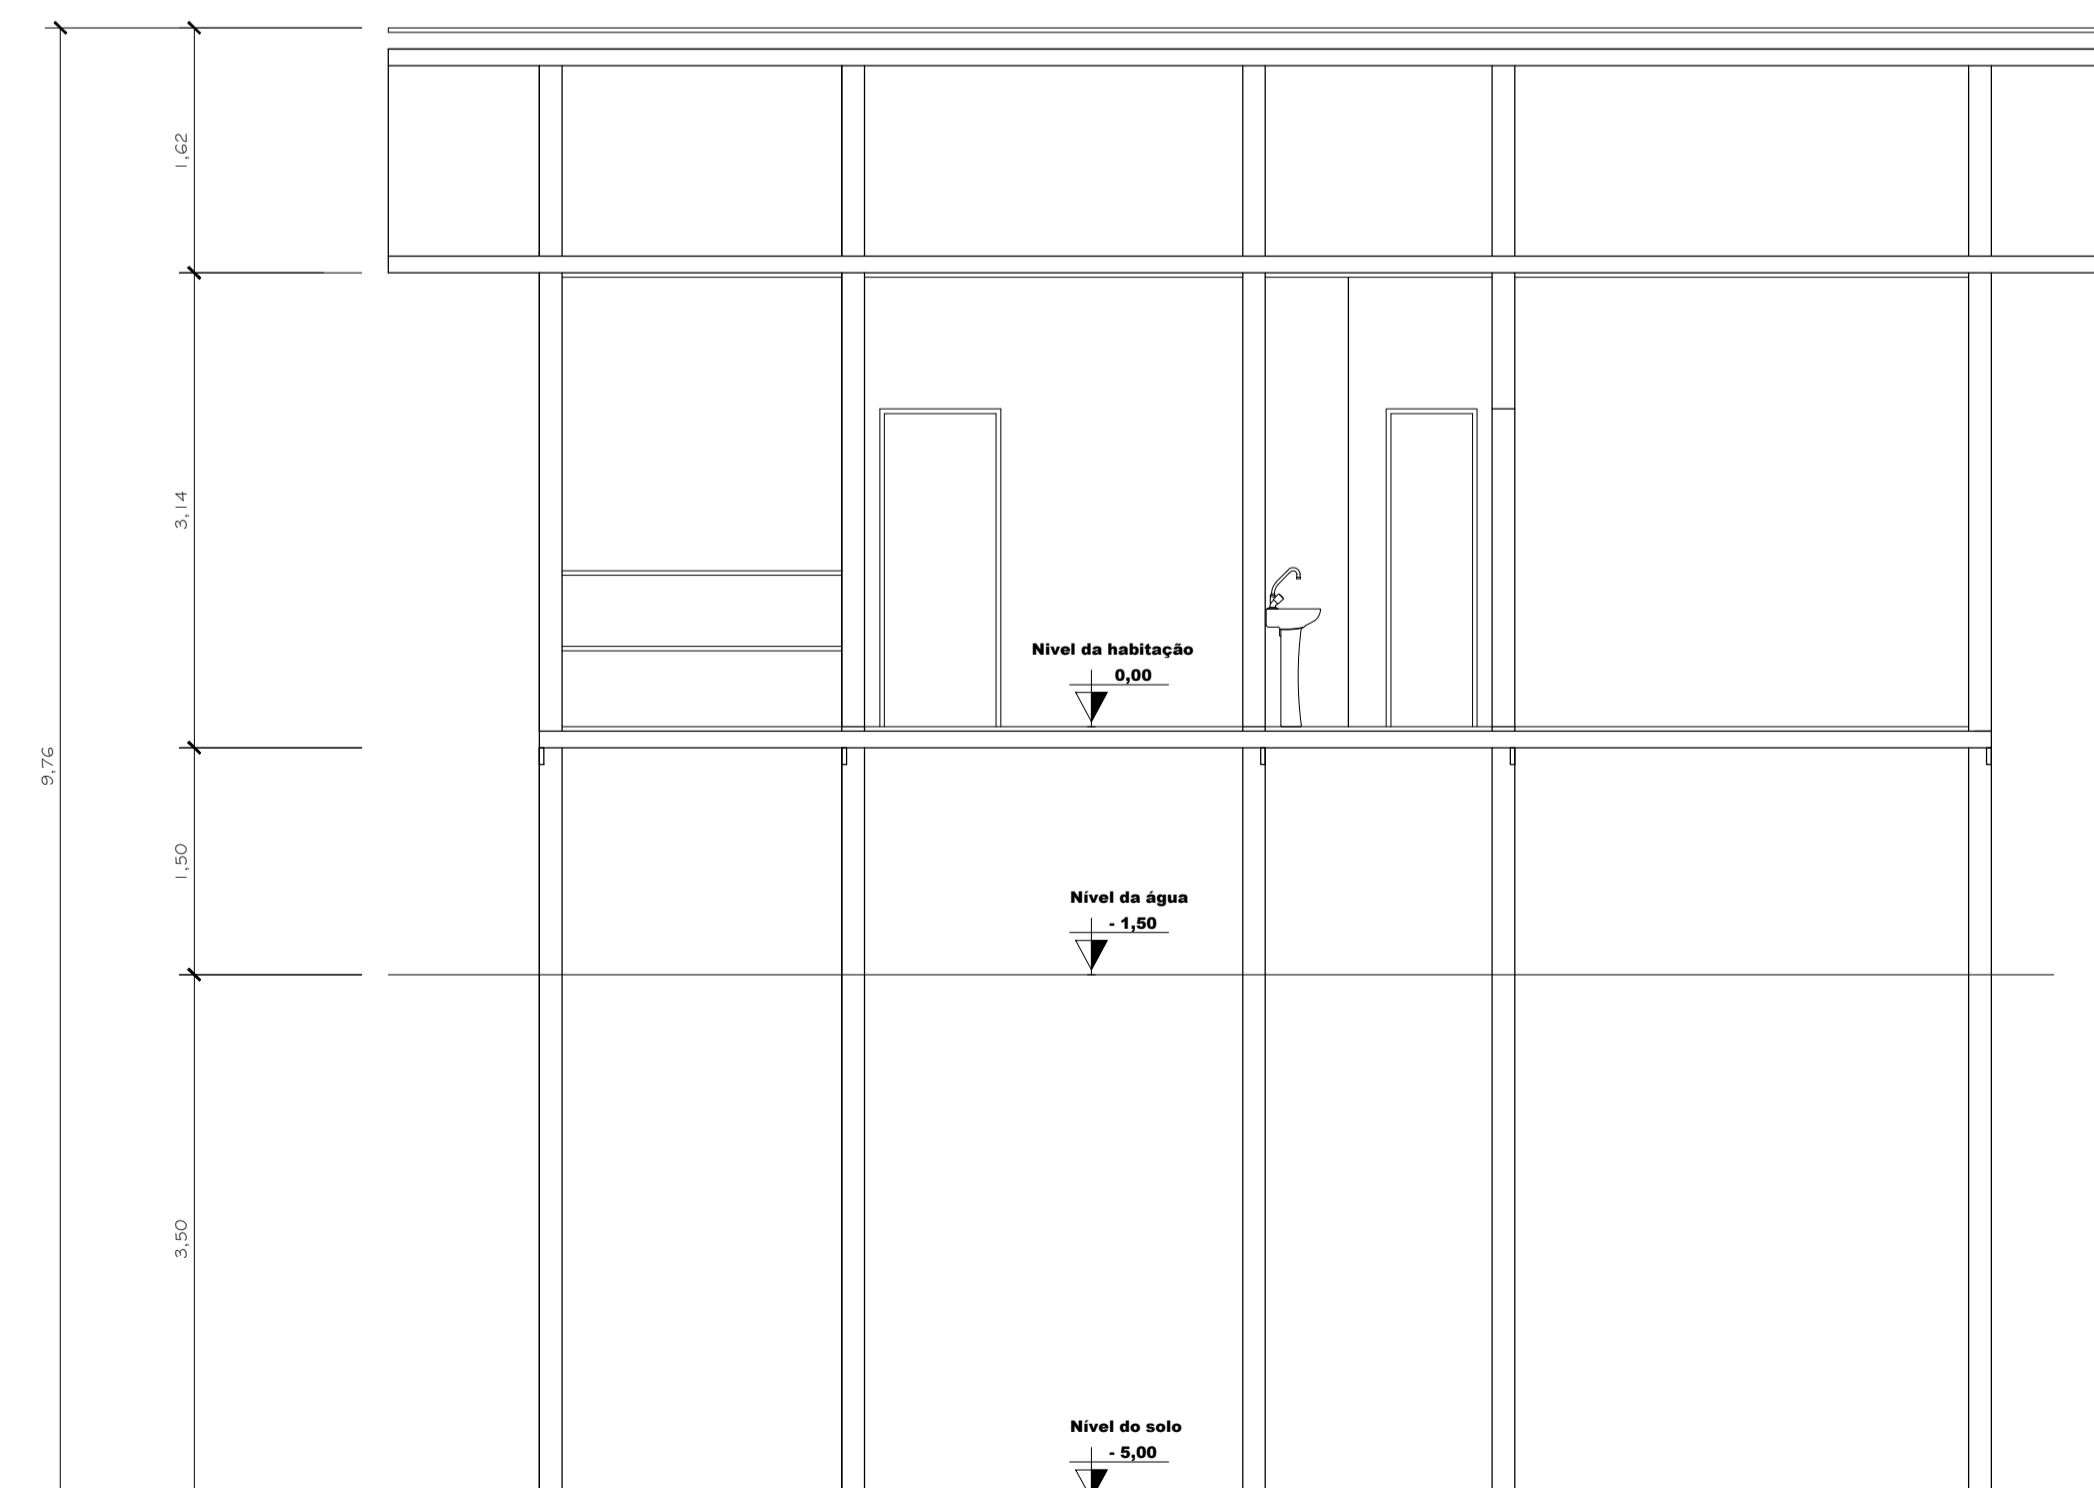 1,62
3,14
Nivel da habitação
0,00
9,76
1,50
Nível da água
- 1,50
3,50
Nível do solo
- 5,00